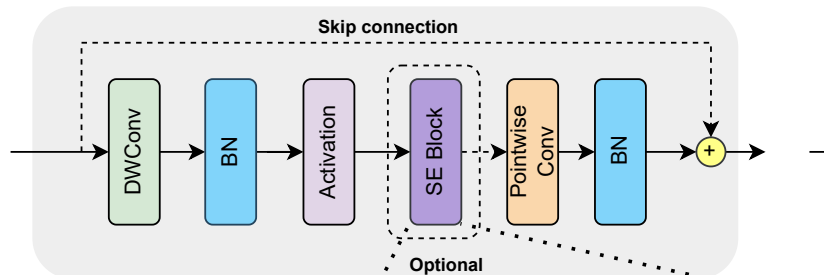 Skip connection
DWConv
BN
Activation
SE Block
Pointwise
Conv
BN
+
Optional